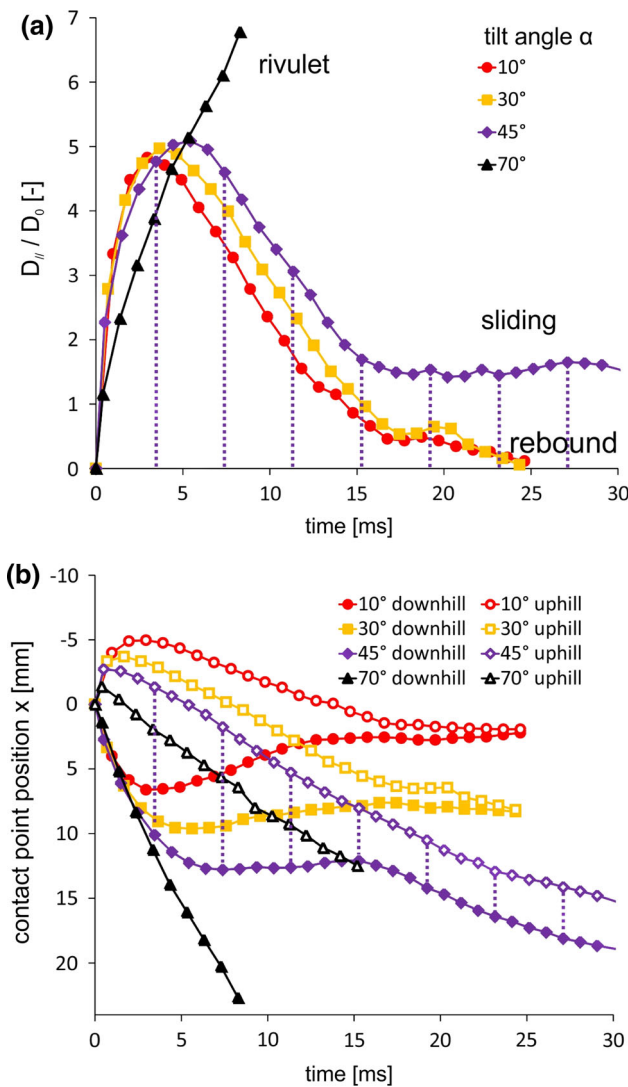 (a)
7
6
5
4
3
2
1
0
D// / D0 [-]
rivulet
tilt angle α
10°
30°
45°
70°
sliding
rebound
0 5 10 15 20 25 30
time [ms]
(b)
-10
-5
0
5
10
15
20
contact point position x [mm]
10° downhill 10° uphill
30° downhill 30° uphill
45° downhill 45° uphill
70° downhill 70° uphill
0 5 10 15 20 25 30
time [ms]